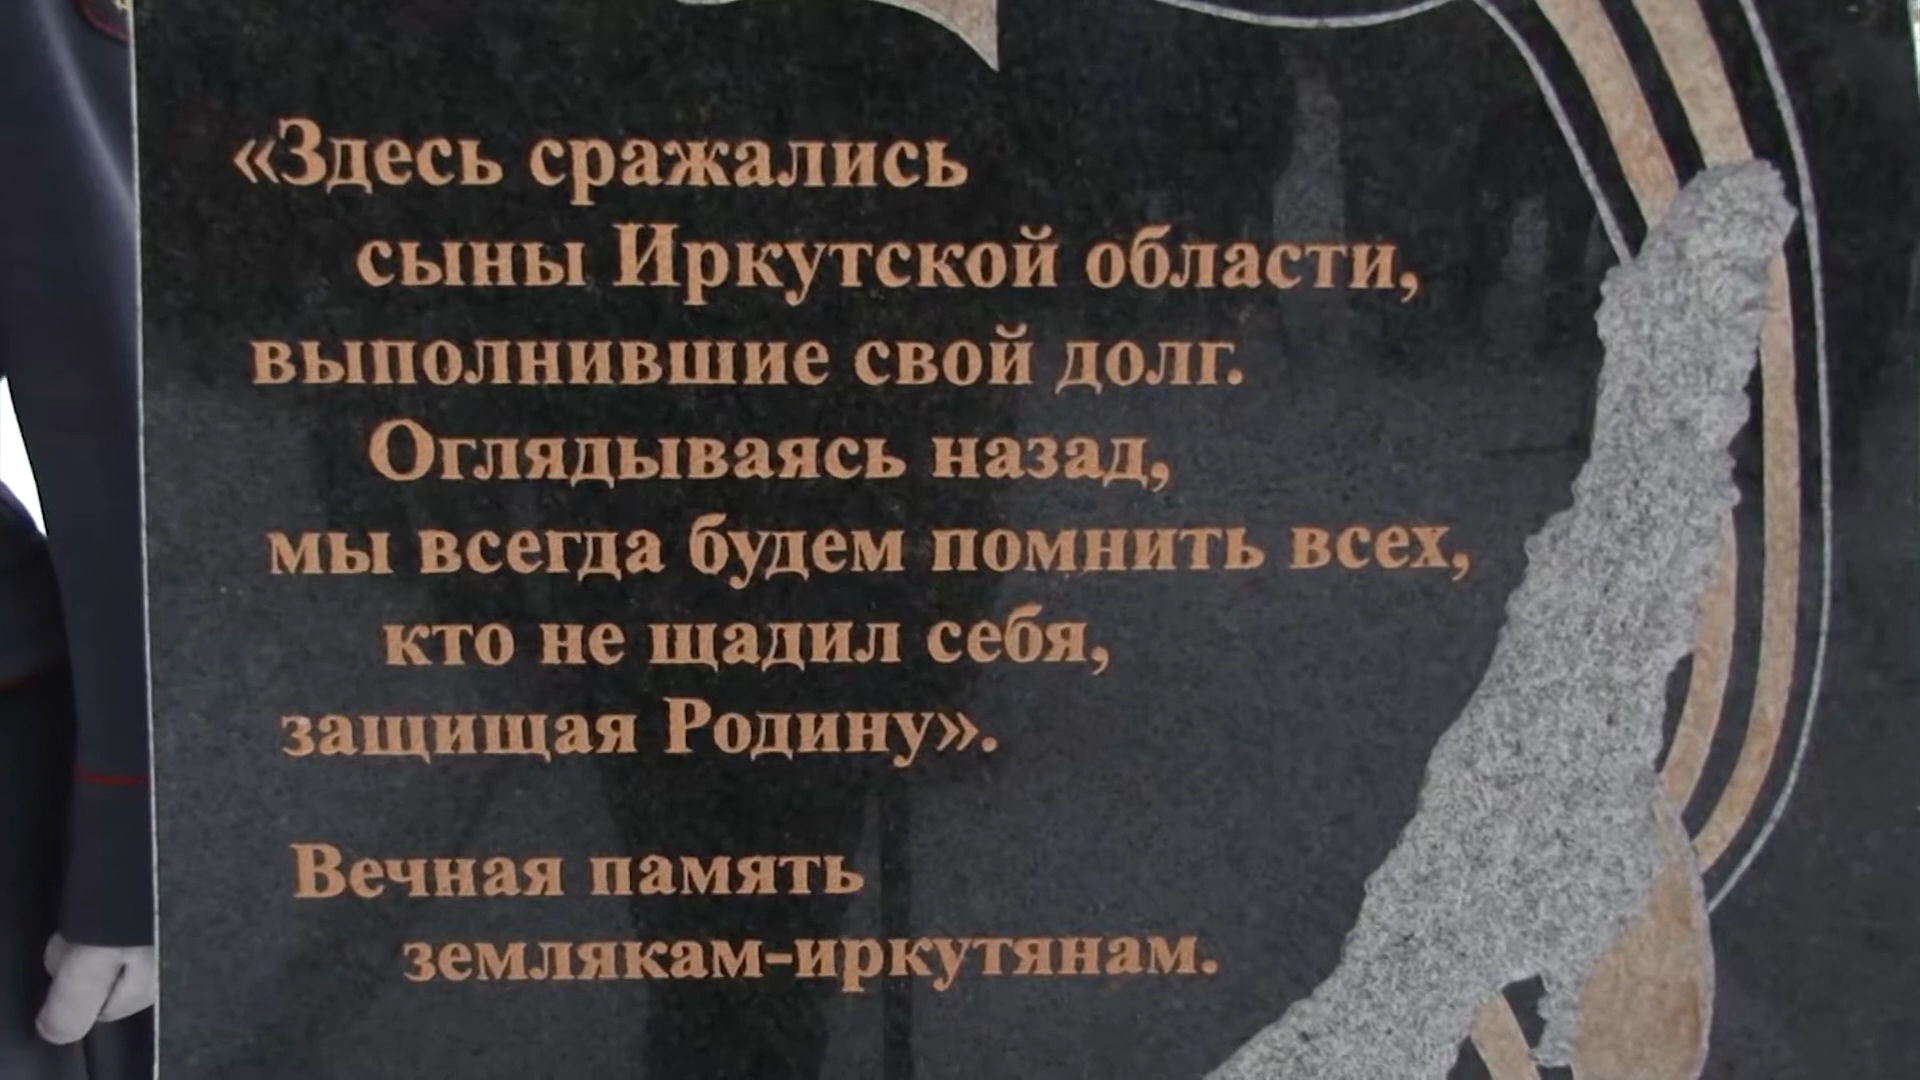 «Здесь сражались
сыны Иркутской области,
выполнившие свой долг.
Оглядываясь назад,
мы всегда будем помнить всех,
кто не щадил себя,
защищая Родину».
Вечная память
землякам-иркутянам.